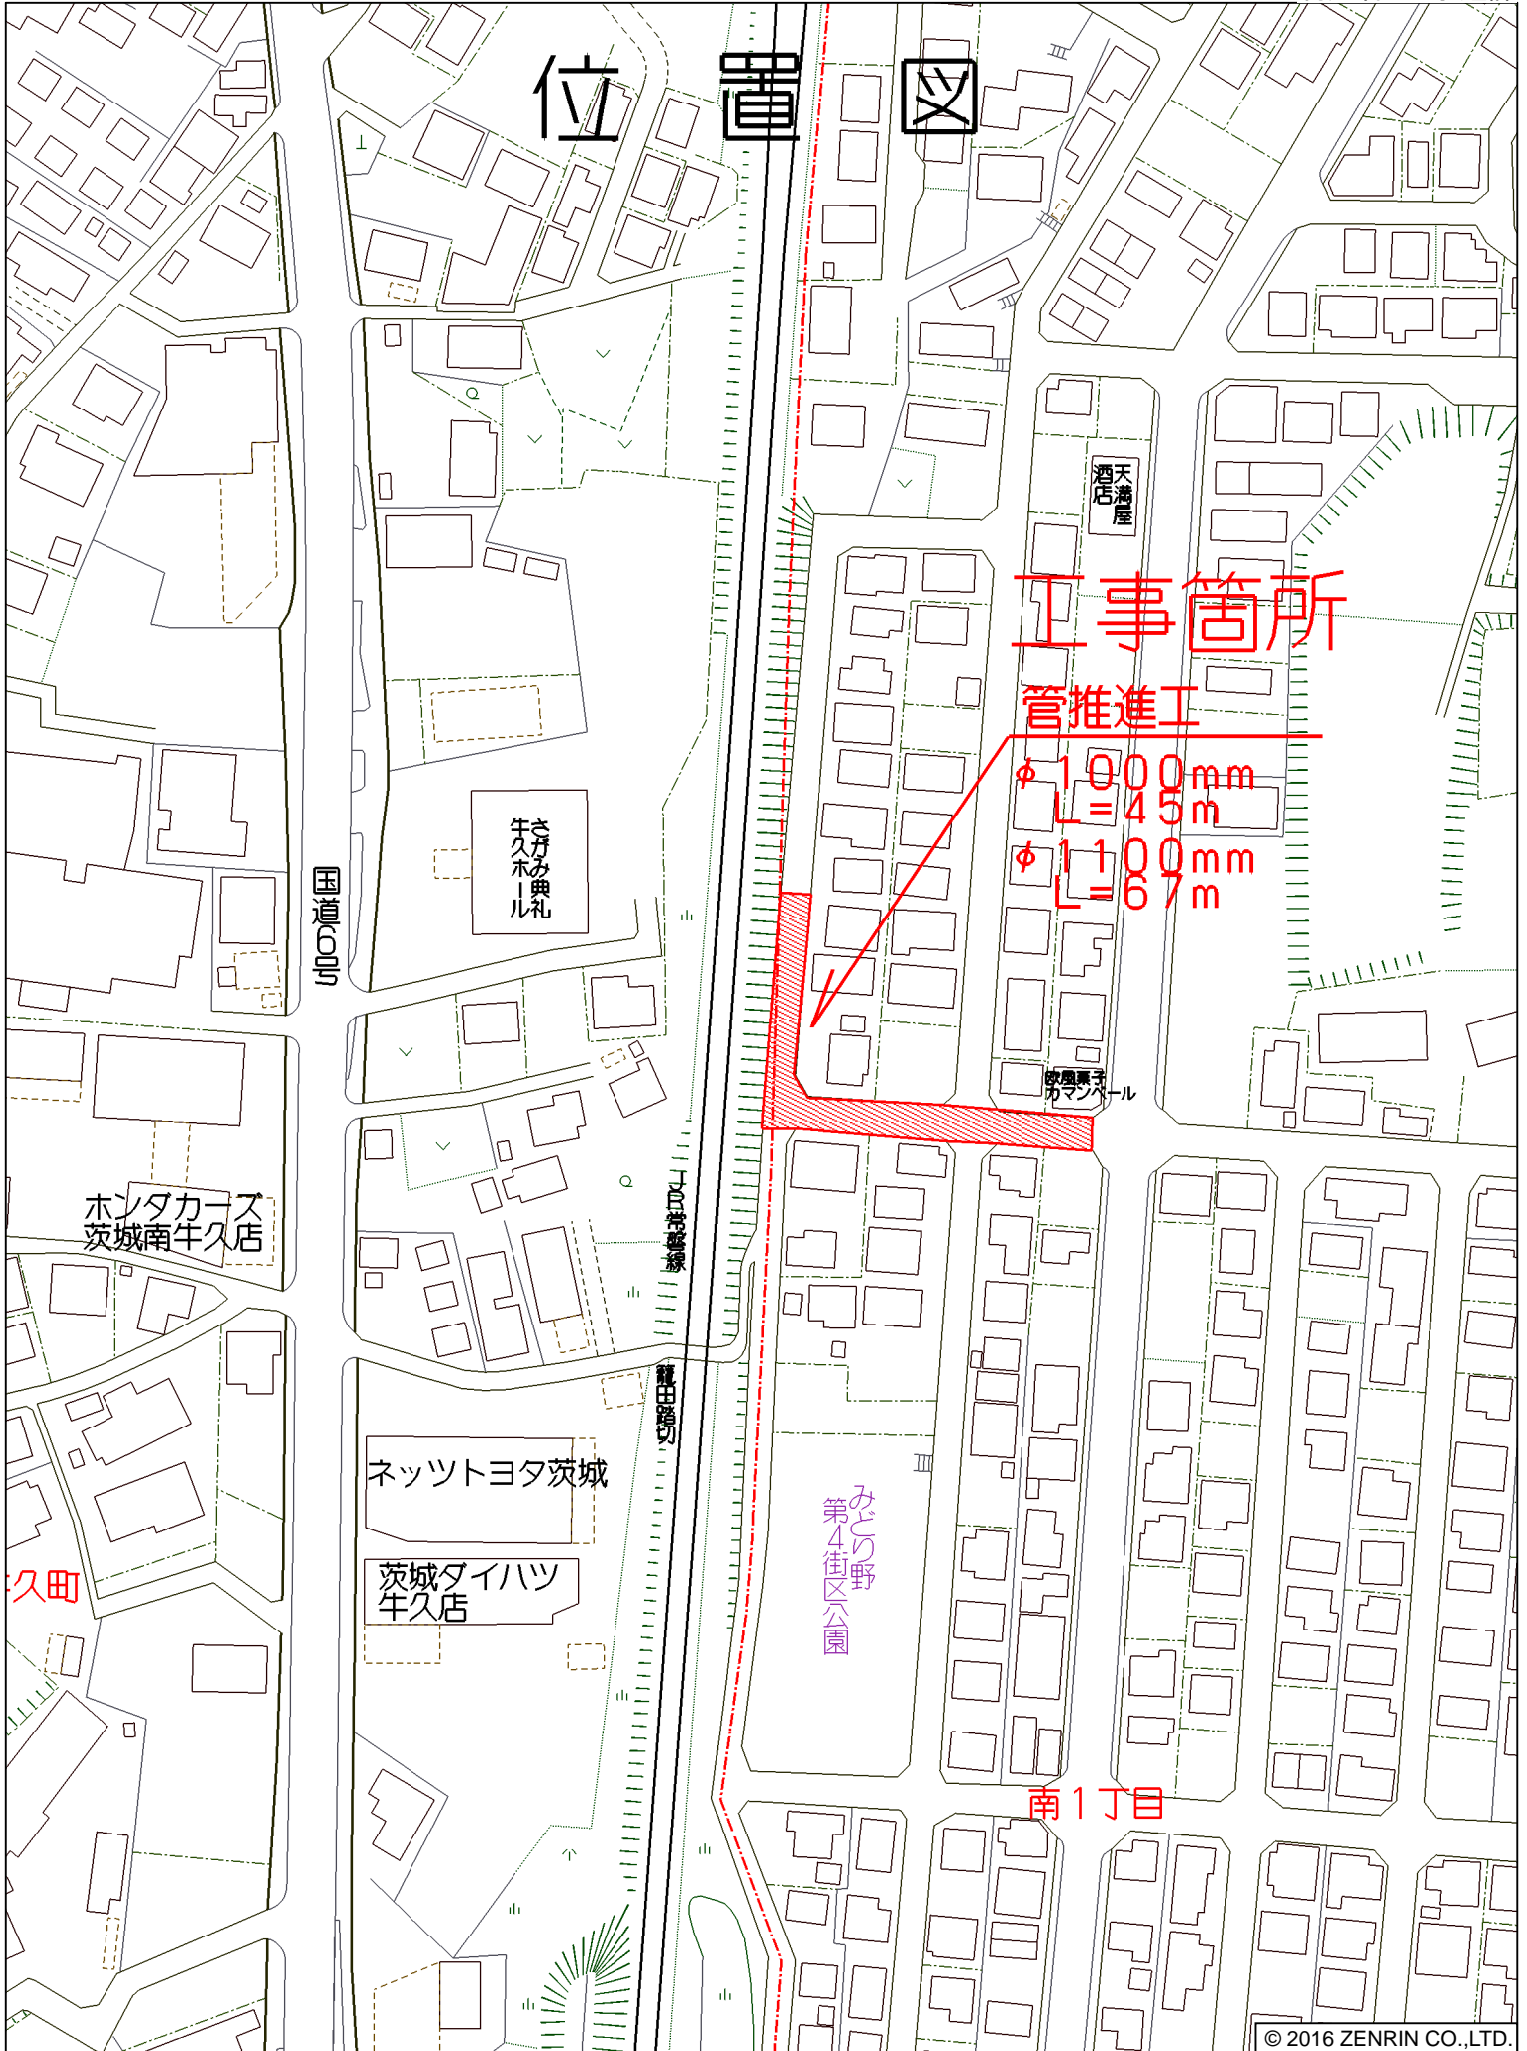 位置図
天満屋
酒店
工事箇所
管推進工
φ1000mm
L=45m
φ1100mm
L=67m
さがみ典礼
牛久ホール
国道6号
欧風菓子
カマンベール
ホンダカーズ
茨城南牛久店
JR常磐線
籠田踏切
ネッツトヨタ茨城
茨城ダイハツ
牛久店
みどり野
第4街区公園
久町
南1丁目
© 2016 ZENRIN CO.,LTD.